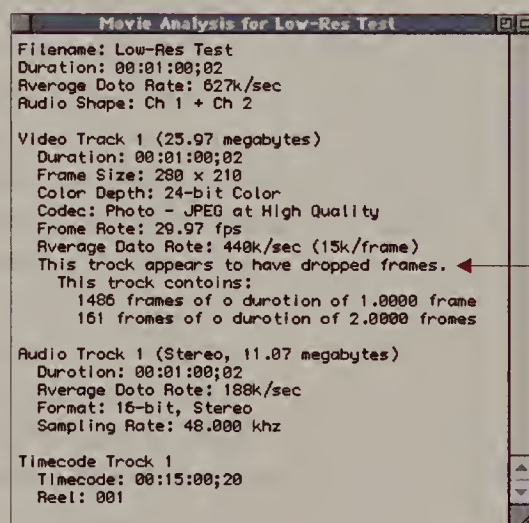 Movie Analysis for Low-Res Test
Filename: Low-Res Test
Duration: 00:01:00;02
Average Data Rate: 627k/sec
Audio Shape: Ch 1 + Ch 2
Video Track 1 (25.97 megabytes)
Duration: 00:01:00;02
Frame Size: 280 x 210
Color Depth: 24-bit Color
Codec: Photo - JPEG at High Quality
Frame Rate: 29.97 fps
Average Data Rate: 440k/sec (15k/frame)
This track appears to have dropped frames.
This track contains:
1486 frames of a duration of 1.0000 frame
161 frames of a duration of 2.0000 frames
Audio Track 1 (Stereo, 11.07 megabytes)
Duration: 00:01:00;02
Average Data Rate: 188k/sec
Format: 16-bit, Stereo
Sampling Rate: 48.000 khz
Timecode Track 1
Timecode: 00:15:00;20
Reel: 001